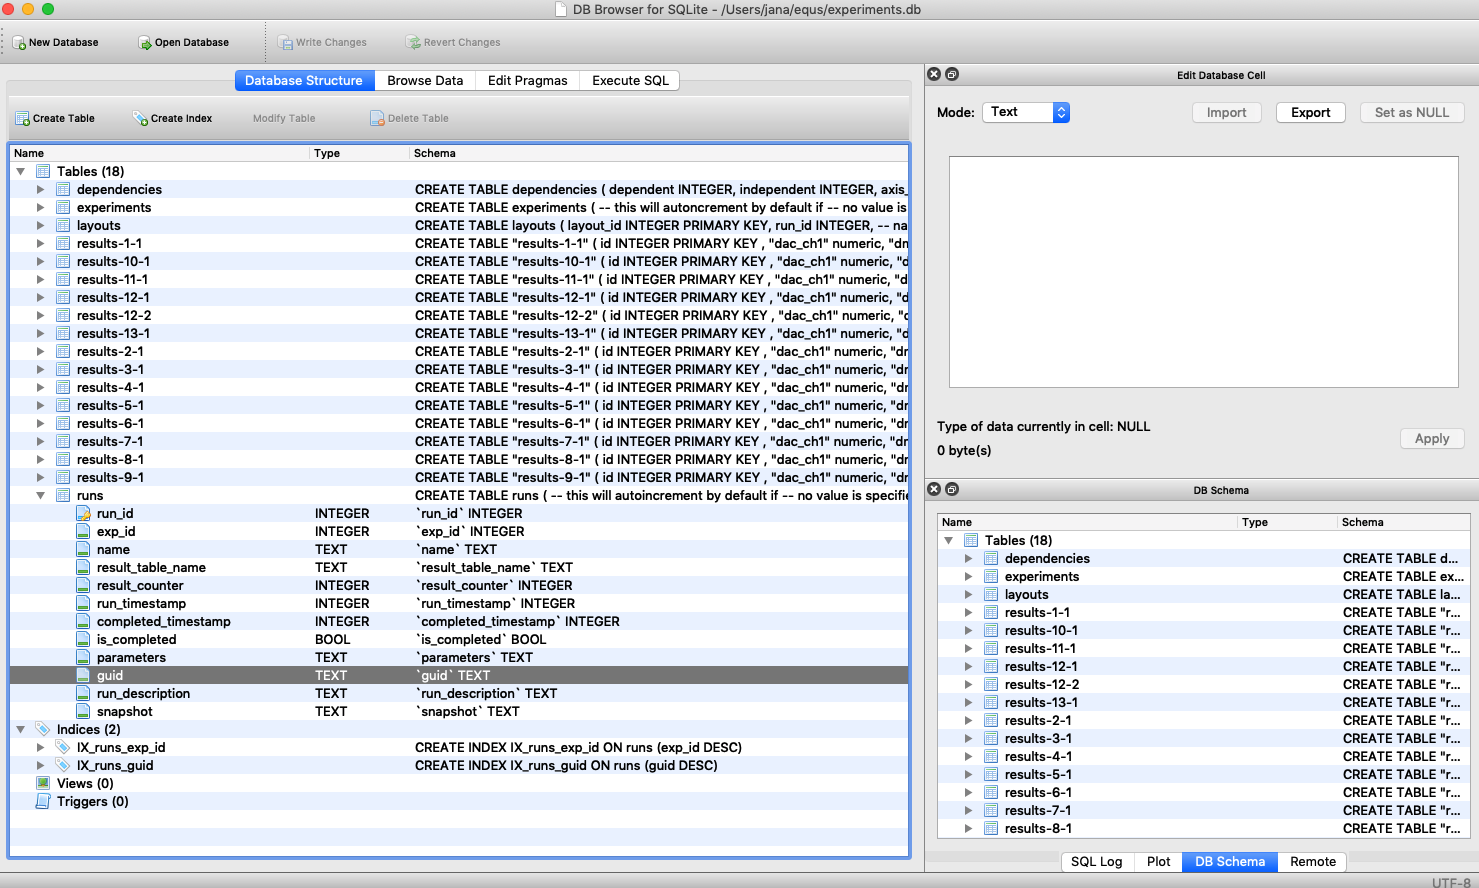 DB Browser for SQLite - /Users/jana/equs/experiments.db
New Database Open Database Write Changes Revert Changes
Database Structure Browse Data Edit Pragmas Execute SQL
Create Table Create Index Modify Table Delete Table
Name Type Schema
Tables (18)
dependencies CREATE TABLE dependencies ( dependent INTEGER, independent INTEGER, axis_
experiments CREATE TABLE experiments ( -- this will autoncrement by default if -- no value is
layouts CREATE TABLE layouts ( layout_id INTEGER PRIMARY KEY, run_id INTEGER, -- na
results-1-1 CREATE TABLE "results-1-1" ( id INTEGER PRIMARY KEY , "dac_ch1" numeric, "dm
results-10-1 CREATE TABLE "results-10-1" ( id INTEGER PRIMARY KEY , "dac_ch1" numeric, "d
results-11-1 CREATE TABLE "results-11-1" ( id INTEGER PRIMARY KEY , "dac_ch1" numeric, "d
results-12-1 CREATE TABLE "results-12-1" ( id INTEGER PRIMARY KEY , "dac_ch1" numeric, "d
results-12-2 CREATE TABLE "results-12-2" ( id INTEGER PRIMARY KEY , "dac_ch1" numeric, "d
results-13-1 CREATE TABLE "results-13-1" ( id INTEGER PRIMARY KEY , "dac_ch1" numeric, "d
results-2-1 CREATE TABLE "results-2-1" ( id INTEGER PRIMARY KEY , "dac_ch1" numeric, "dm
results-3-1 CREATE TABLE "results-3-1" ( id INTEGER PRIMARY KEY , "dac_ch1" numeric, "dm
results-4-1 CREATE TABLE "results-4-1" ( id INTEGER PRIMARY KEY , "dac_ch1" numeric, "dm
results-5-1 CREATE TABLE "results-5-1" ( id INTEGER PRIMARY KEY , "dac_ch1" numeric, "dm
results-6-1 CREATE TABLE "results-6-1" ( id INTEGER PRIMARY KEY , "dac_ch1" numeric, "dm
results-7-1 CREATE TABLE "results-7-1" ( id INTEGER PRIMARY KEY , "dac_ch1" numeric, "dm
results-8-1 CREATE TABLE "results-8-1" ( id INTEGER PRIMARY KEY , "dac_ch1" numeric, "dm
results-9-1 CREATE TABLE "results-9-1" ( id INTEGER PRIMARY KEY , "dac_ch1" numeric, "dm
runs CREATE TABLE runs ( -- this will autoincrement by default if -- no value is specifie
run_id INTEGER `run_id` INTEGER
exp_id INTEGER `exp_id` INTEGER
name TEXT `name` TEXT
result_table_name TEXT `result_table_name` TEXT
result_counter INTEGER `result_counter` INTEGER
run_timestamp INTEGER `run_timestamp` INTEGER
completed_timestamp INTEGER `completed_timestamp` INTEGER
is_completed BOOL `is_completed` BOOL
parameters TEXT `parameters` TEXT
guid TEXT `guid` TEXT
run_description TEXT `run_description` TEXT
snapshot TEXT `snapshot` TEXT
Indices (2)
IX_runs_exp_id CREATE INDEX IX_runs_exp_id ON runs (exp_id DESC)
IX_runs_guid CREATE INDEX IX_runs_guid ON runs (guid DESC)
Views (0)
Triggers (0)
Edit Database Cell
Mode: Text Import Export Set as NULL
Type of data currently in cell: NULL
0 byte(s)
Apply
DB Schema
Name Type Schema
Tables (18)
dependencies CREATE TABLE d...
experiments CREATE TABLE ex...
layouts CREATE TABLE la...
results-1-1 CREATE TABLE "r...
results-10-1 CREATE TABLE "r...
results-11-1 CREATE TABLE "r...
results-12-1 CREATE TABLE "r...
results-12-2 CREATE TABLE "r...
results-13-1 CREATE TABLE "r...
results-2-1 CREATE TABLE "r...
results-3-1 CREATE TABLE "r...
results-4-1 CREATE TABLE "r...
results-5-1 CREATE TABLE "r...
results-6-1 CREATE TABLE "r...
results-7-1 CREATE TABLE "r...
results-8-1 CREATE TABLE "r...
SQL Log Plot DB Schema Remote
UTF-8